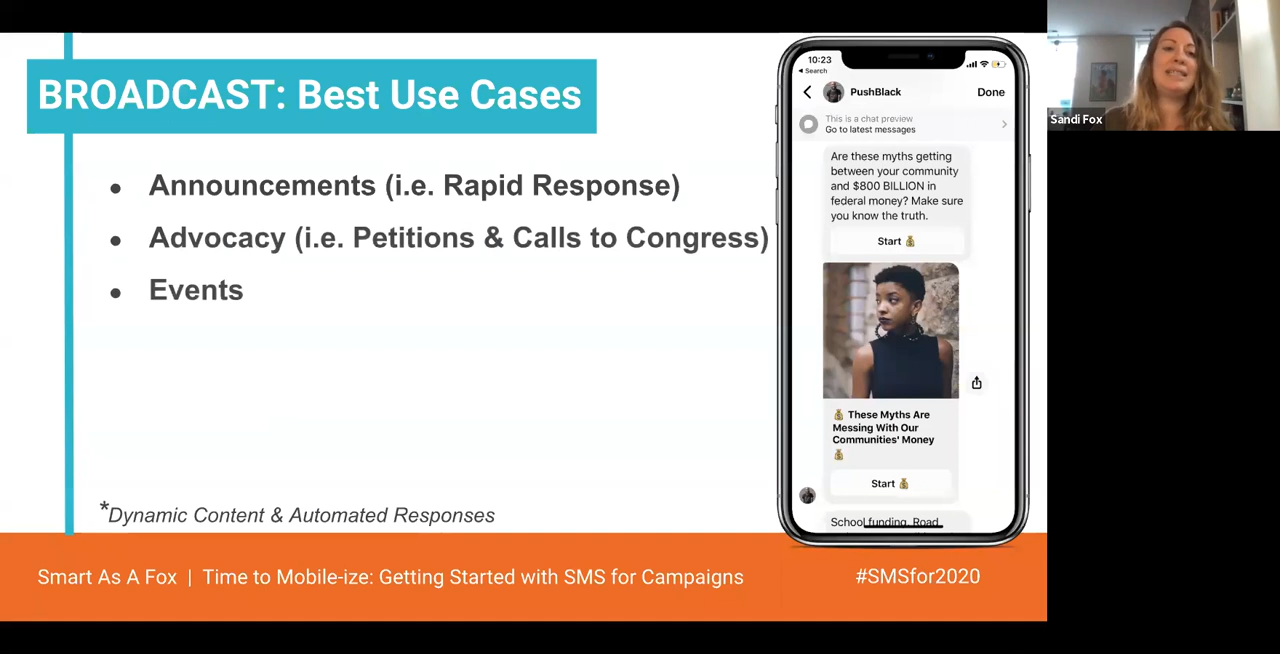 BROADCAST: Best Use Cases
● Announcements (i.e. Rapid Response)
● Advocacy (i.e. Petitions & Calls to Congress)
● Events
*Dynamic Content & Automated Responses
Smart As A Fox | Time to Mobile-ize: Getting Started with SMS for Campaigns
#SMSfor2020
10:23
Search
PushBlack
Done
This is a chat preview
Go to latest messages
Are these myths getting
between your community
and $800 BILLION in
federal money? Make sure
you know the truth.
Start 💰
💰 These Myths Are
Messing With Our
Communities' Money
💰
Start 💰
School funding. Road
Sandi Fox